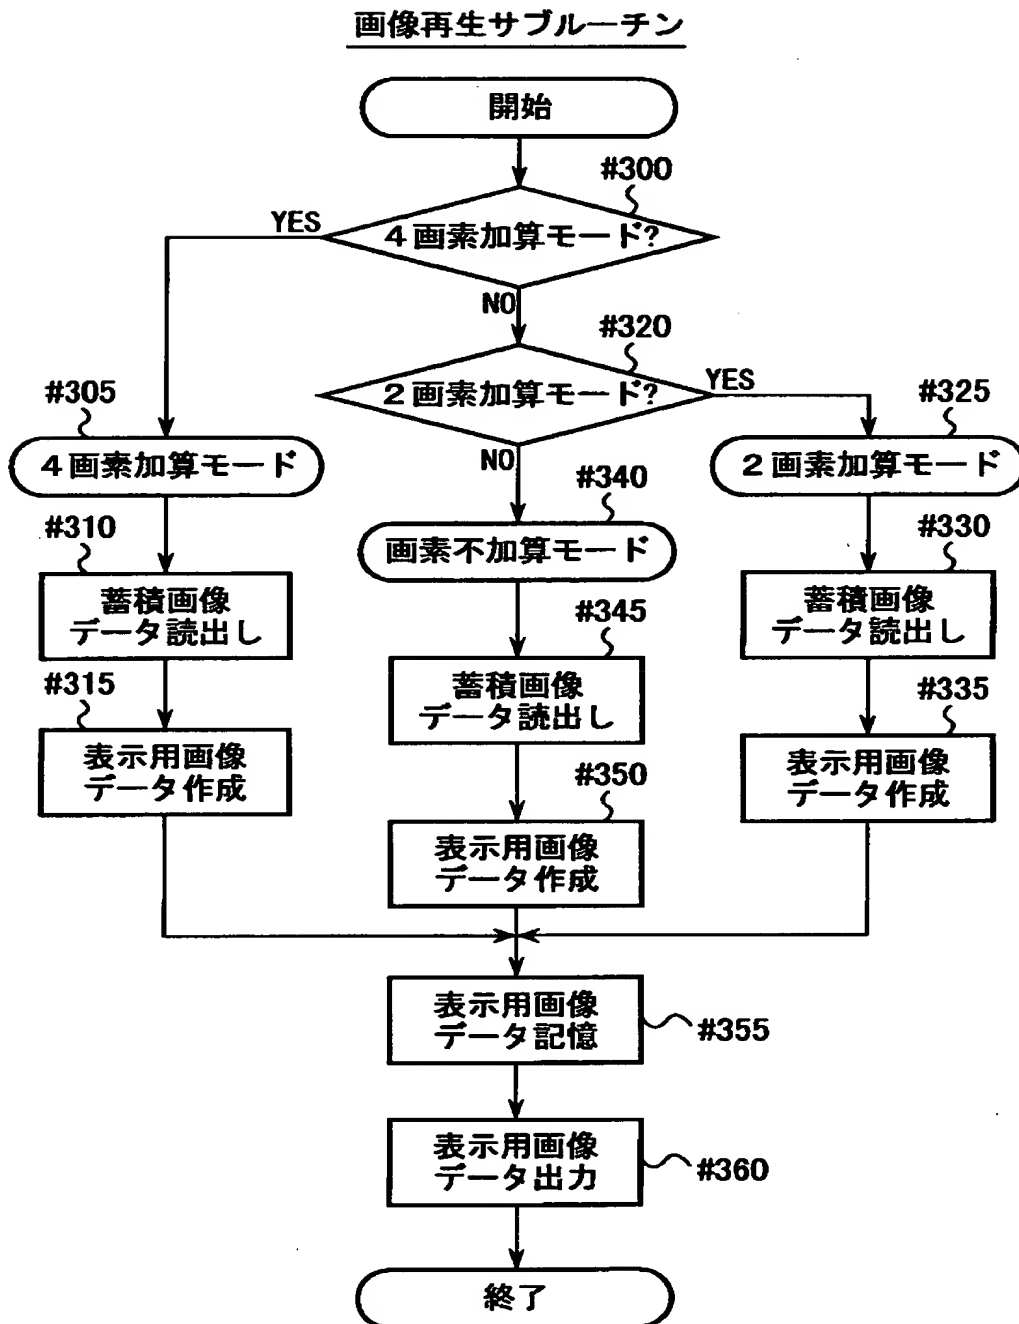 画像再生サブルーチン
開始
#300
YES
4画素加算モード?
NO
#320
2画素加算モード?
YES
NO
#305
4画素加算モード
#310
蓄積画像
データ読出し
#315
表示用画像
データ作成
#340
画素不加算モード
#345
蓄積画像
データ読出し
#350
表示用画像
データ作成
#325
2画素加算モード
#330
蓄積画像
データ読出し
#335
表示用画像
データ作成
表示用画像
データ記憶
#355
表示用画像
データ出力
#360
終了